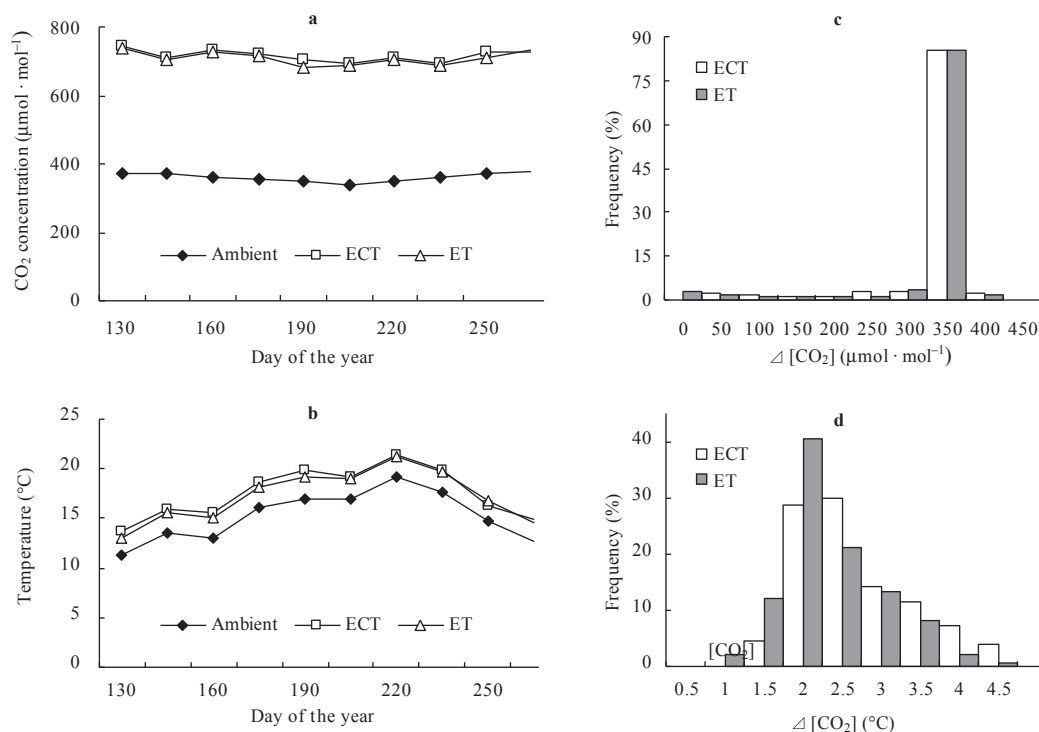 a
800
600
400
200
0
CO₂ concentration (μmol · mol⁻¹)
Ambient ECT ET
130 160 190 220 250
Day of the year
c
90
75
60
45
30
15
0
Frequency (%)
ECT
ET
0 50 100 150 200 250 300 350 400 450
⊿ [CO₂] (μmol · mol⁻¹)
b
25
20
15
10
5
0
Temperature (°C)
Ambient ECT ET
130 160 190 220 250
Day of the year
d
40
30
20
10
0
Frequency (%)
ECT
ET
[CO₂]
0.5 1 1.5 2 2.5 3 3.5 4 4.5
⊿ [CO₂] (°C)